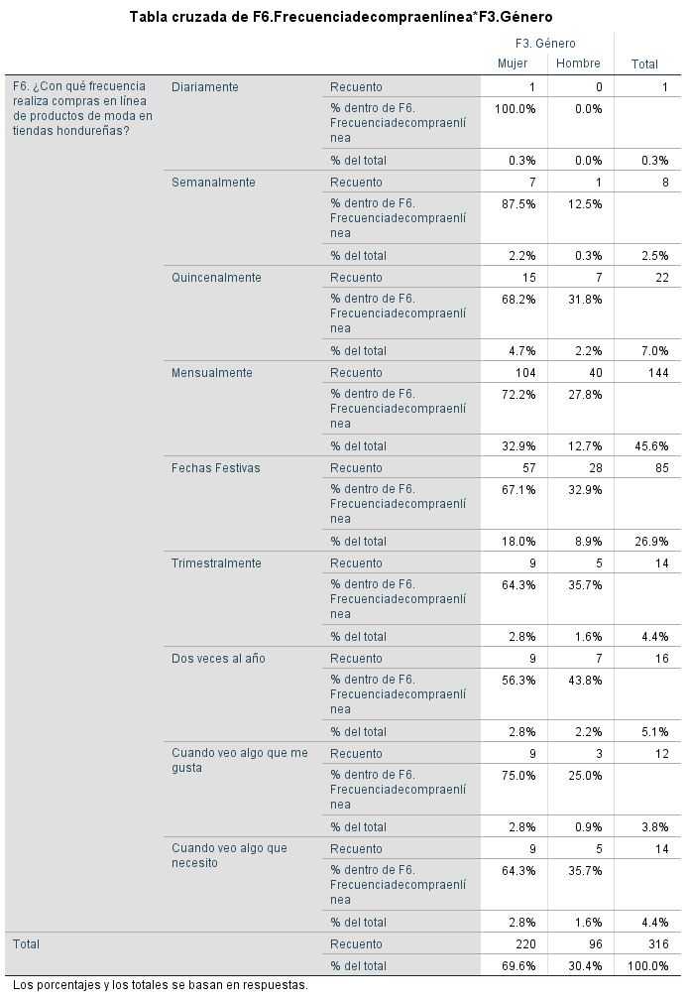 Tabla cruzada de F6.Frecuenciadecompraenlínea*F3.Género
F3. Género
Mujer Hombre Total
F6. ¿Con qué frecuencia realiza compras en línea de productos de moda en tiendas hondureñas?
Diariamente Recuento 1 0 1
% dentro de F6. Frecuenciadecompraenlínea 100.0% 0.0%
% del total 0.3% 0.0% 0.3%
Semanalmente Recuento 7 1 8
% dentro de F6. Frecuenciadecompraenlínea 87.5% 12.5%
% del total 2.2% 0.3% 2.5%
Quincenalmente Recuento 15 7 22
% dentro de F6. Frecuenciadecompraenlínea 68.2% 31.8%
% del total 4.7% 2.2% 7.0%
Mensualmente Recuento 104 40 144
% dentro de F6. Frecuenciadecompraenlínea 72.2% 27.8%
% del total 32.9% 12.7% 45.6%
Fechas Festivas Recuento 57 28 85
% dentro de F6. Frecuenciadecompraenlínea 67.1% 32.9%
% del total 18.0% 8.9% 26.9%
Trimestralmente Recuento 9 5 14
% dentro de F6. Frecuenciadecompraenlínea 64.3% 35.7%
% del total 2.8% 1.6% 4.4%
Dos veces al año Recuento 9 7 16
% dentro de F6. Frecuenciadecompraenlínea 56.3% 43.8%
% del total 2.8% 2.2% 5.1%
Cuando veo algo que me gusta Recuento 9 3 12
% dentro de F6. Frecuenciadecompraenlínea 75.0% 25.0%
% del total 2.8% 0.9% 3.8%
Cuando veo algo que necesito Recuento 9 5 14
% dentro de F6. Frecuenciadecompraenlínea 64.3% 35.7%
% del total 2.8% 1.6% 4.4%
Total Recuento 220 96 316
% del total 69.6% 30.4% 100.0%
Los porcentajes y los totales se basan en respuestas.